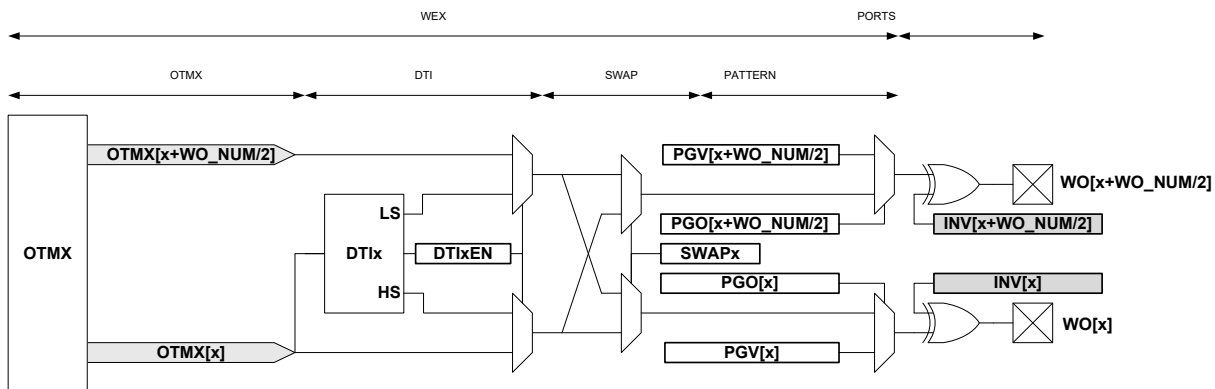 WEX PORTS
OTMX DTI SWAP PATTERN
OTMX[x+WO_NUM/2]
PGV[x+WO_NUM/2]
WO[x+WO_NUM/2]
LS
PGO[x+WO_NUM/2]
INV[x+WO_NUM/2]
OTMX
DTIx
DTIxEN
SWAPx
PGO[x]
INV[x]
HS
WO[x]
OTMX[x]
PGV[x]